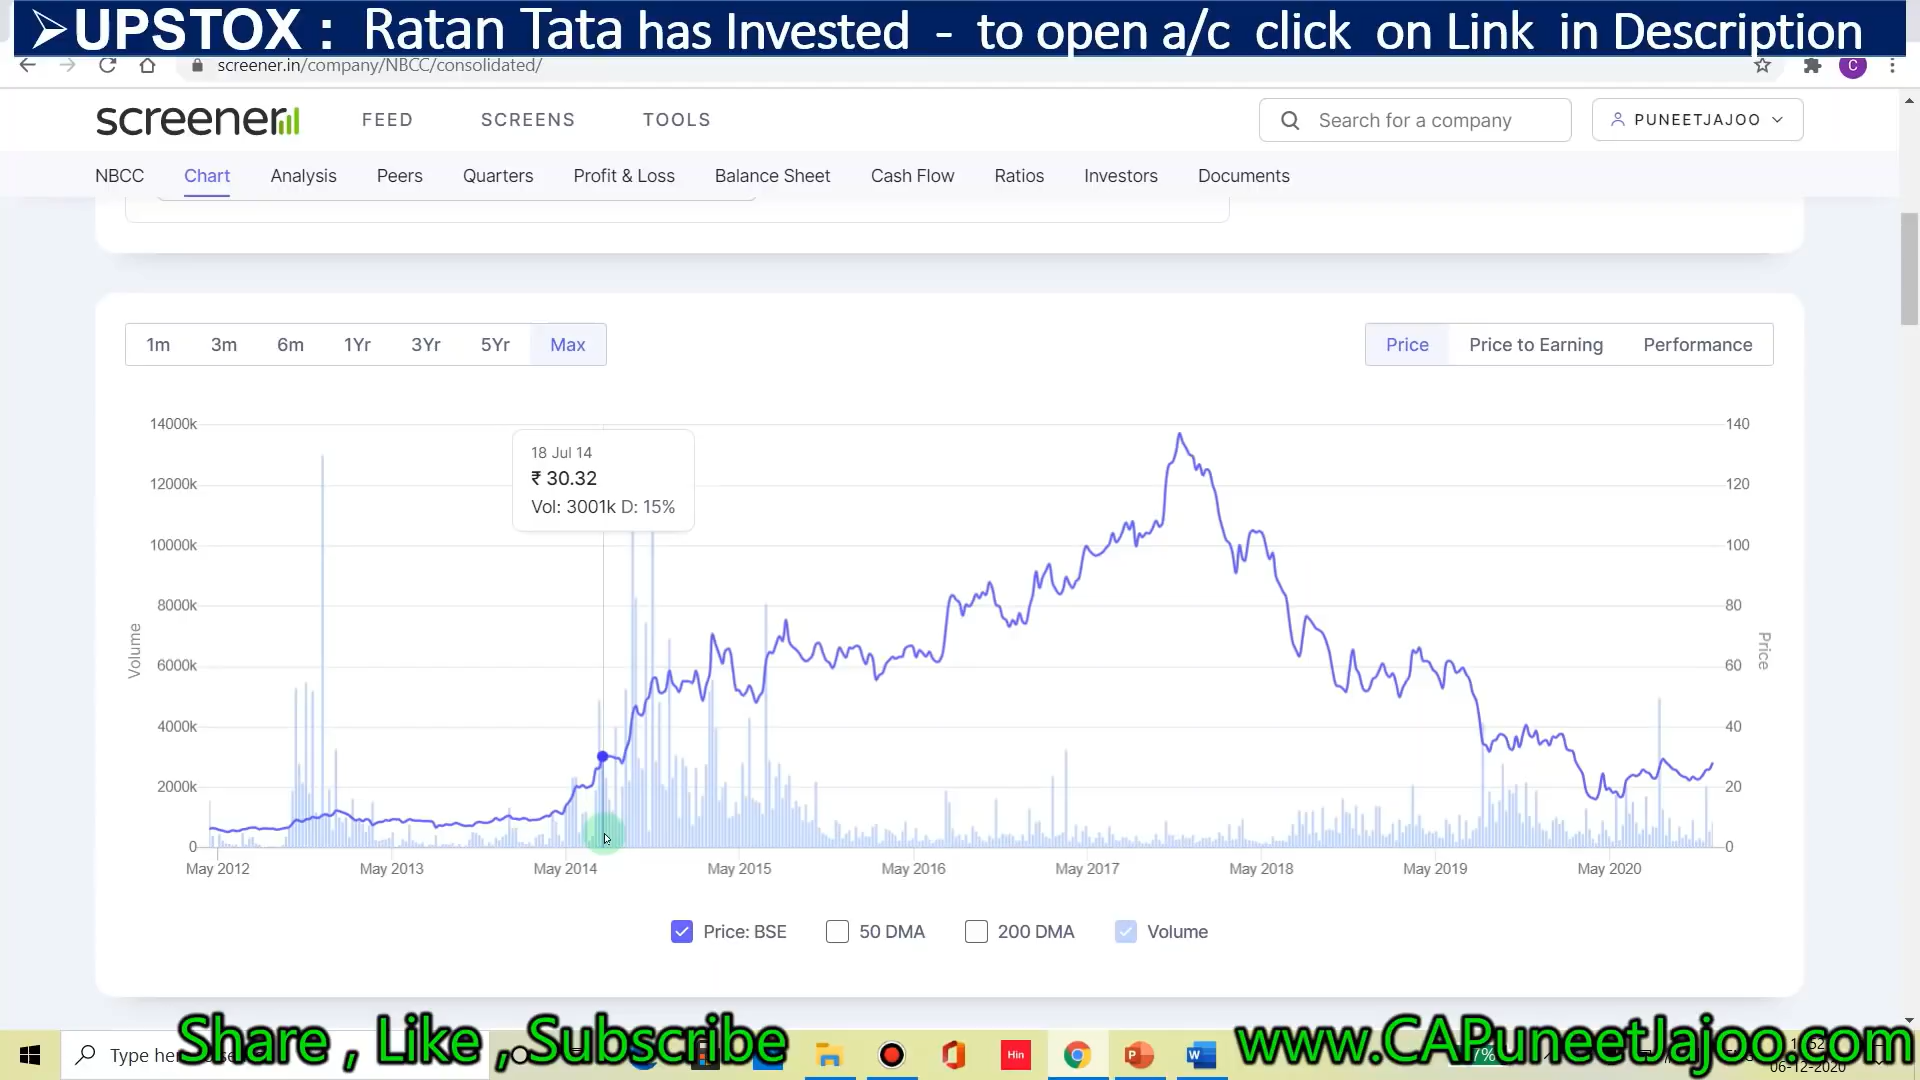 ➢UPSTOX : Ratan Tata has Invested - to open a/c click on Link in Description
screener.in/company/NBCC/consolidated/
C
screener
FEED SCREENS TOOLS
Search for a company
PUNEETJAJOO
NBCC Chart Analysis Peers Quarters Profit & Loss Balance Sheet Cash Flow Ratios Investors Documents
1m 3m 6m 1Yr 3Yr 5Yr Max
Price Price to Earning Performance
14000k 140
18 Jul 14
₹ 30.32
Vol: 3001k D: 15%
12000k 120
10000k 100
8000k 80
6000k 60
4000k 40
2000k 20
0 0
Volume
Price
May 2012 May 2013 May 2014 May 2015 May 2016 May 2017 May 2018 May 2019 May 2020
Price: BSE 50 DMA 200 DMA Volume
Share , Like , Subscribe
www.CAPuneetJajoo.com
Type here
Hin
06-12-2020